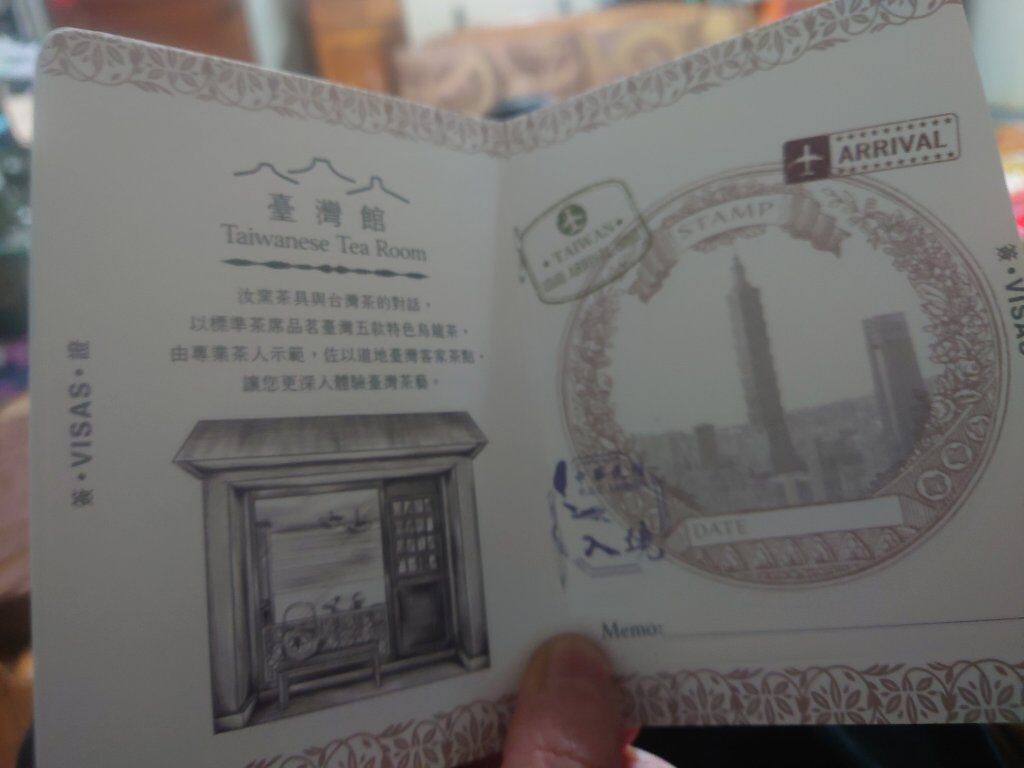 臺灣館
Taiwanese Tea Room
汝窯茶具與台灣茶的對話，
以標準茶席品茗臺灣五款特色烏龍茶，
由專業茶人示範，佐以道地臺灣客家茶點，
讓您更深入體驗臺灣茶藝。
簽•VISAS•證
ARRIVAL
STAMP
TAIWAN
入境
DATE
Memo:
簽•VISAS